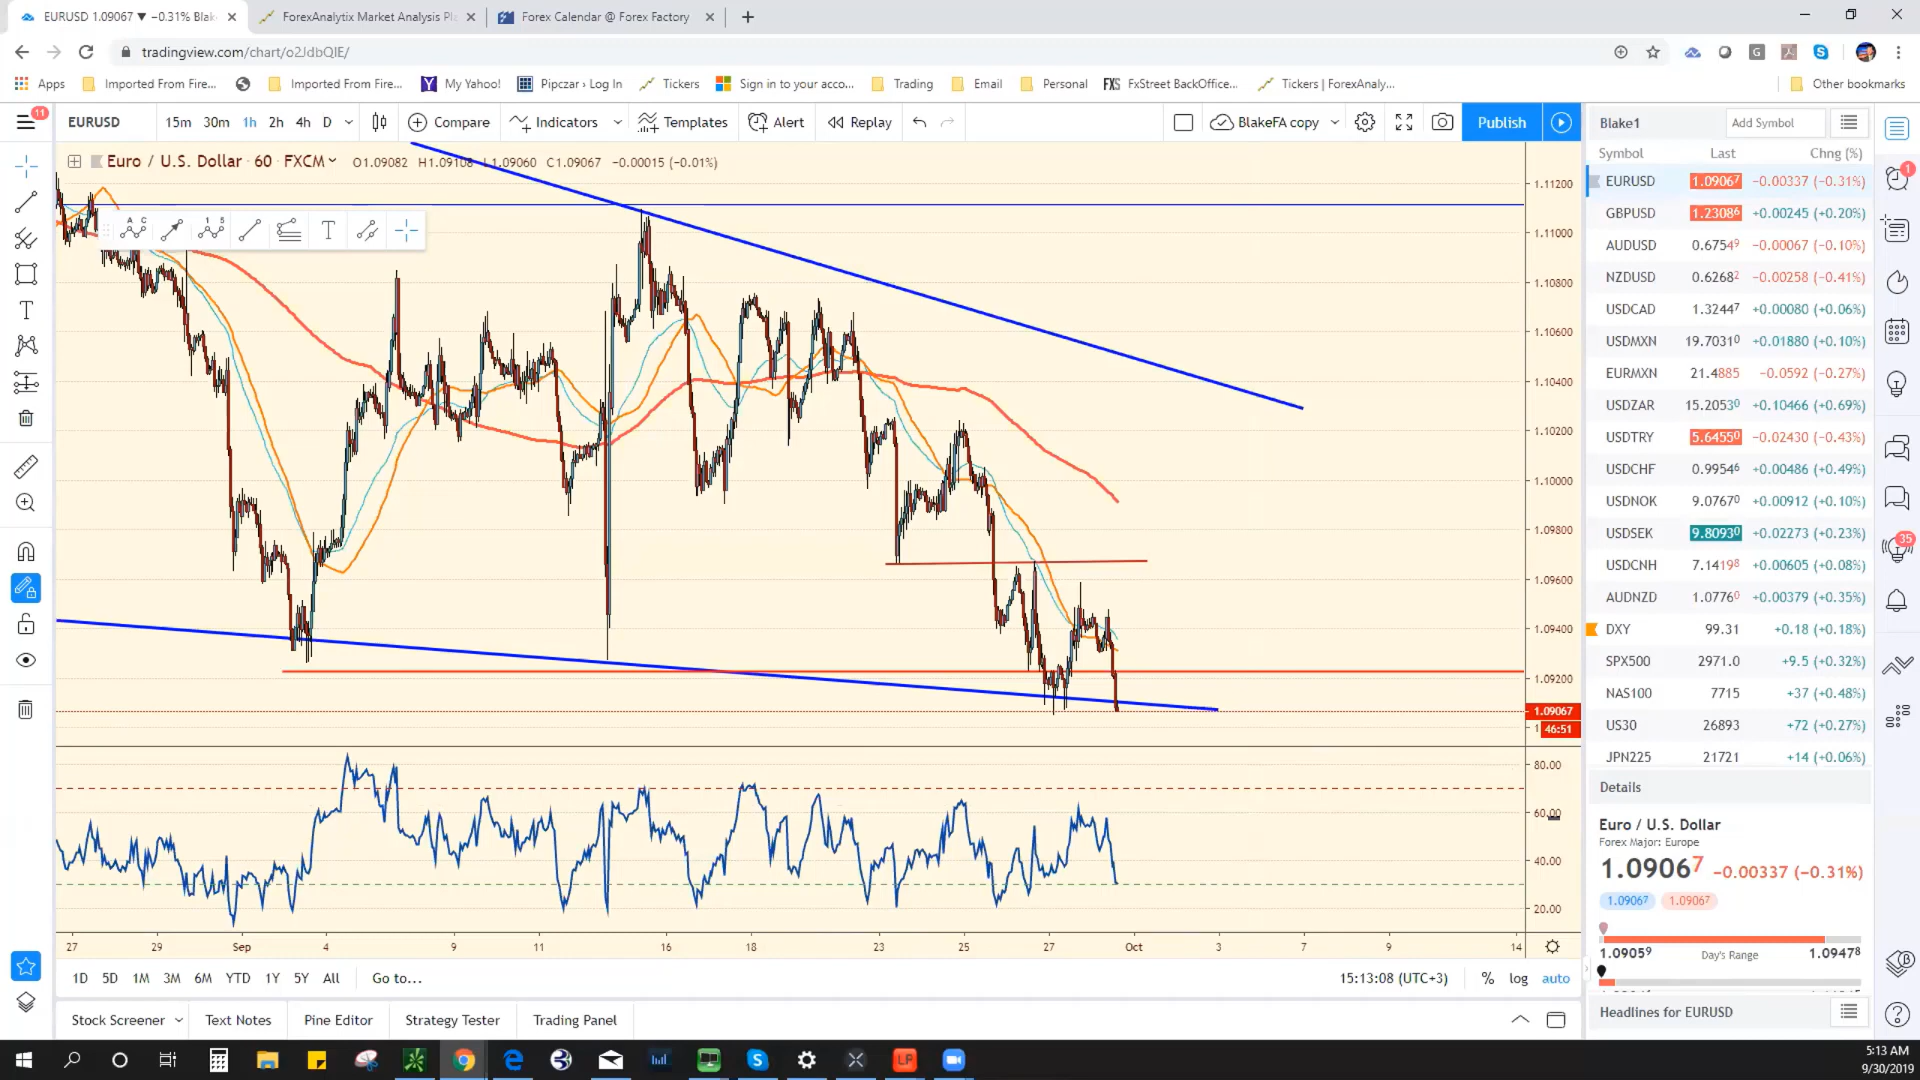 EURUSD 1.09067 ▼ −0.31% Blak
ForexAnalytix Market Analysis Pl
Forex Calendar @ Forex Factory
tradingview.com/chart/o2JdbQIE/
Apps
Imported From Fire...
Imported From Fire...
My Yahoo!
Pipczar › Log In
Tickers
Sign in to your acco...
Trading
Email
Personal
FXS FxStreet BackOffice...
Tickers | ForexAnaly...
Other bookmarks
11
EURUSD
15m 30m 1h 2h 4h D
Compare
Indicators
Templates
Alert
Replay
BlakeFA copy
Publish
Euro / U.S. Dollar · 60 · FXCM
O1.09082 H1.09108 L1.09060 C1.09067 −0.00015 (−0.01%)
1.11200
1.11000
1.10800
1.10600
1.10400
1.10200
1.10000
1.09800
1.09600
1.09400
1.09200
1.09067
46:51
80.00
60.00
40.00
20.00
27 29 Sep 4 9 11 16 18 23 25 27 Oct 3 7 9 14
1D 5D 1M 3M 6M YTD 1Y 5Y All Go to...
15:13:08 (UTC+3) % log auto
Stock Screener Text Notes Pine Editor Strategy Tester Trading Panel
Blake1 Add Symbol
Symbol Last Chng (%)
EURUSD 1.09067 −0.00337 (−0.31%)
GBPUSD 1.23086 +0.00245 (+0.20%)
AUDUSD 0.67549 −0.00067 (−0.10%)
NZDUSD 0.62682 −0.00258 (−0.41%)
USDCAD 1.32447 +0.00080 (+0.06%)
USDMXN 19.70310 +0.01880 (+0.10%)
EURMXN 21.4885 −0.0592 (−0.27%)
USDZAR 15.20530 +0.10466 (+0.69%)
USDTRY 5.64550 −0.02430 (−0.43%)
USDCHF 0.99546 +0.00486 (+0.49%)
USDNOK 9.07670 +0.00912 (+0.10%)
USDSEK 9.80930 +0.02273 (+0.23%)
USDCNH 7.14198 +0.00605 (+0.08%)
AUDNZD 1.07760 +0.00379 (+0.35%)
DXY 99.31 +0.18 (+0.18%)
SPX500 2971.0 +9.5 (+0.32%)
NAS100 7715 +37 (+0.48%)
US30 26893 +72 (+0.27%)
JPN225 21721 +14 (+0.06%)
Details
Euro / U.S. Dollar
Forex Major: Europe
1.09067 −0.00337 (−0.31%)
1.09067 1.09067
1.09059 Day's Range 1.09478
Headlines for EURUSD
1
35
5:13 AM
9/30/2019